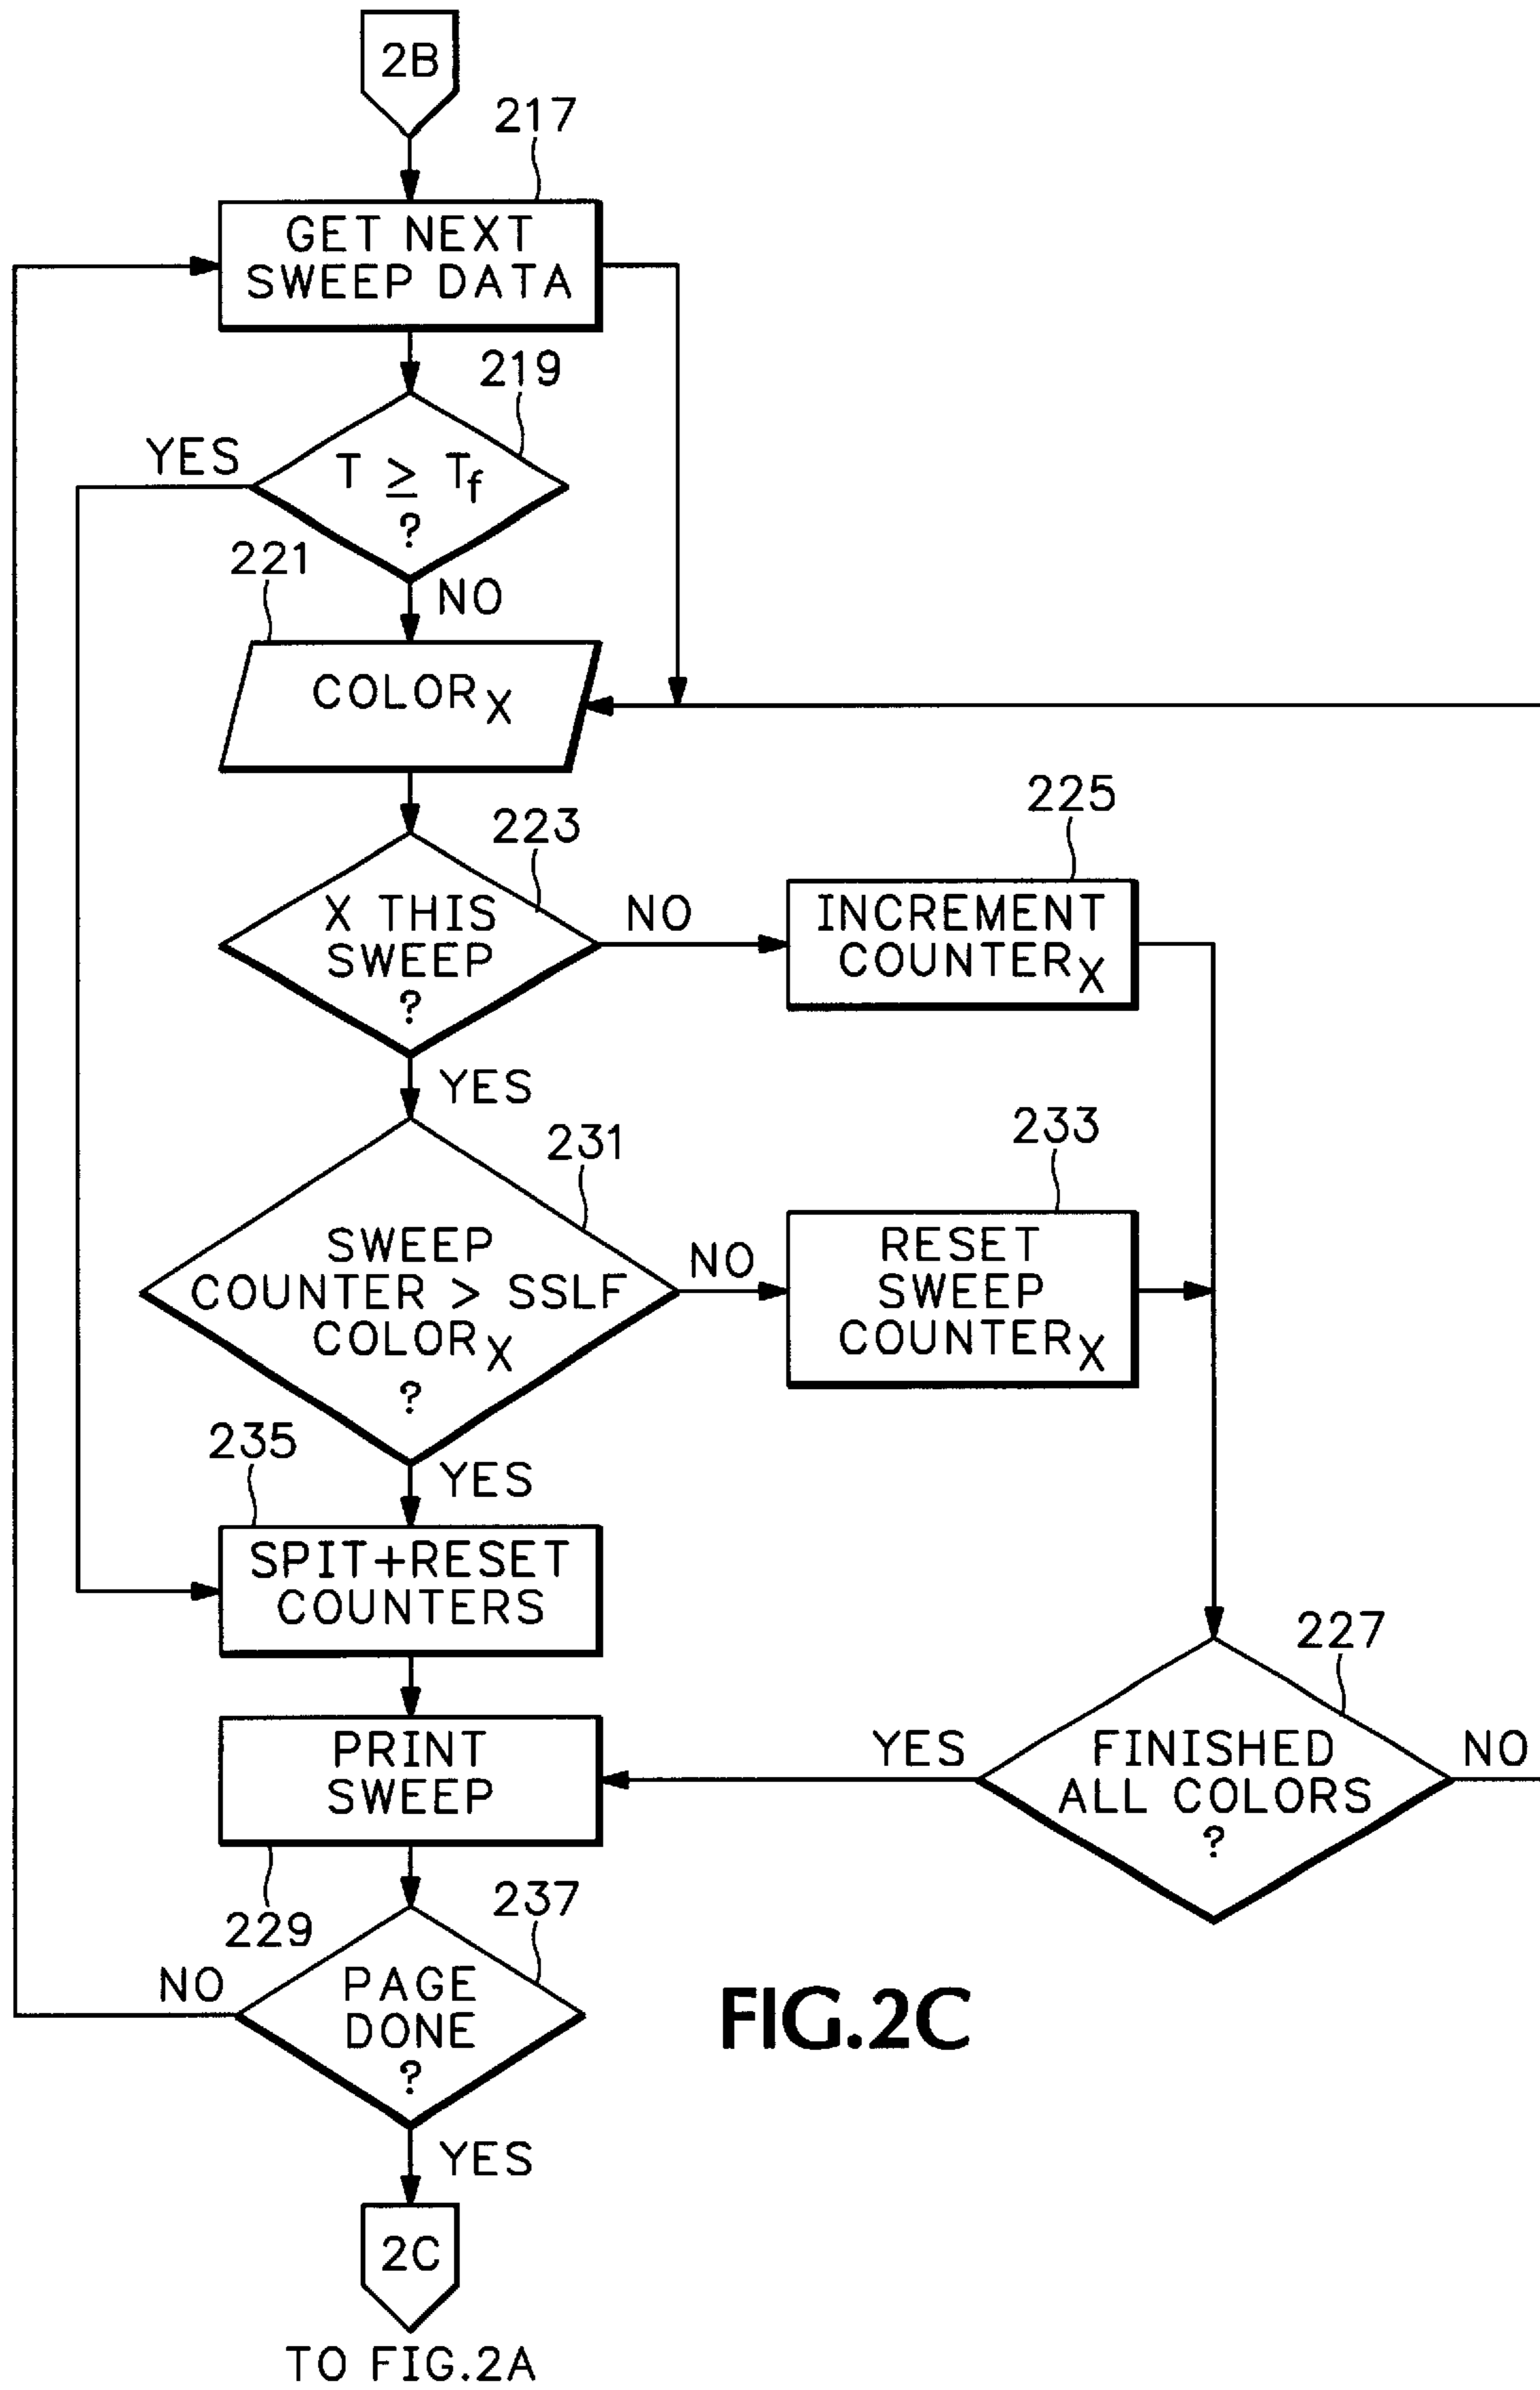 2B
217
GET NEXT
SWEEP DATA
219
YES
T ≥ Tf
?
221
NO
COLORX
223
225
X THIS
SWEEP
?
NO
INCREMENT
COUNTERX
YES
231
233
SWEEP
COUNTER > SSLF
COLORX
?
NO
RESET
SWEEP
COUNTERX
235
YES
SPIT+RESET
COUNTERS
227
PRINT
SWEEP
YES
FINISHED
ALL COLORS
?
NO
229
237
NO
PAGE
DONE
?
FIG.2C
YES
2C
TO FIG.2A